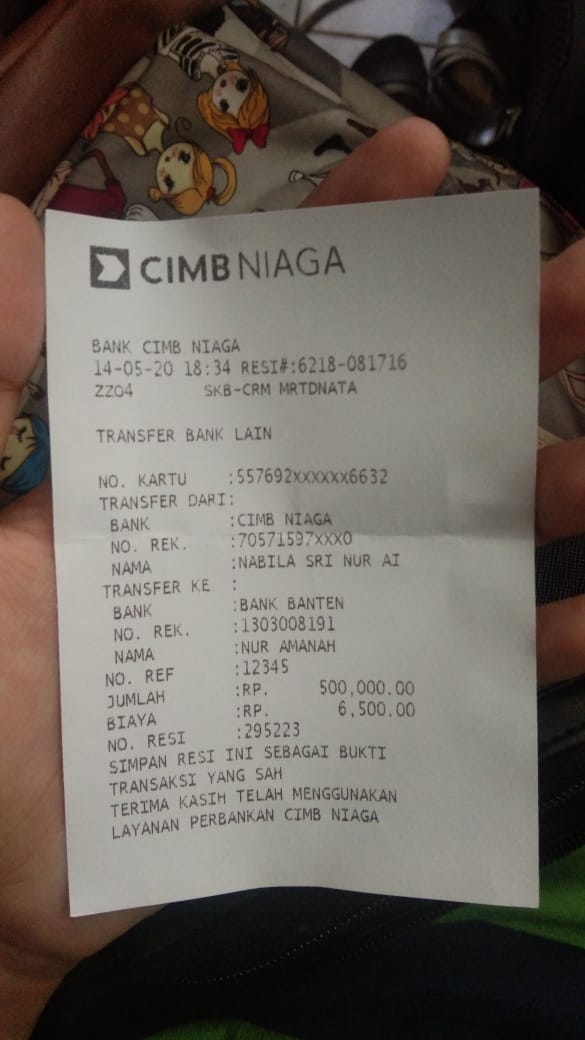 CIMB NIAGA
BANK CIMB NIAGA
14-05-20 18:34 RESI#:6218-081716
ZZ04 SKB-CRM MRTDNATA
TRANSFER BANK LAIN
NO. KARTU :557692xxxxxx6632
TRANSFER DARI:
BANK :CIMB NIAGA
NO. REK. :70571597XXX0
NAMA :NABILA SRI NUR AI
TRANSFER KE :
BANK :BANK BANTEN
NO. REK. :1303008191
NAMA :NUR AMANAH
NO. REF :12345
JUMLAH :RP. 500,000.00
BIAYA :RP. 6,500.00
NO. RESI :295223
SIMPAN RESI INI SEBAGAI BUKTI
TRANSAKSI YANG SAH
TERIMA KASIH TELAH MENGGUNAKAN
LAYANAN PERBANKAN CIMB NIAGA